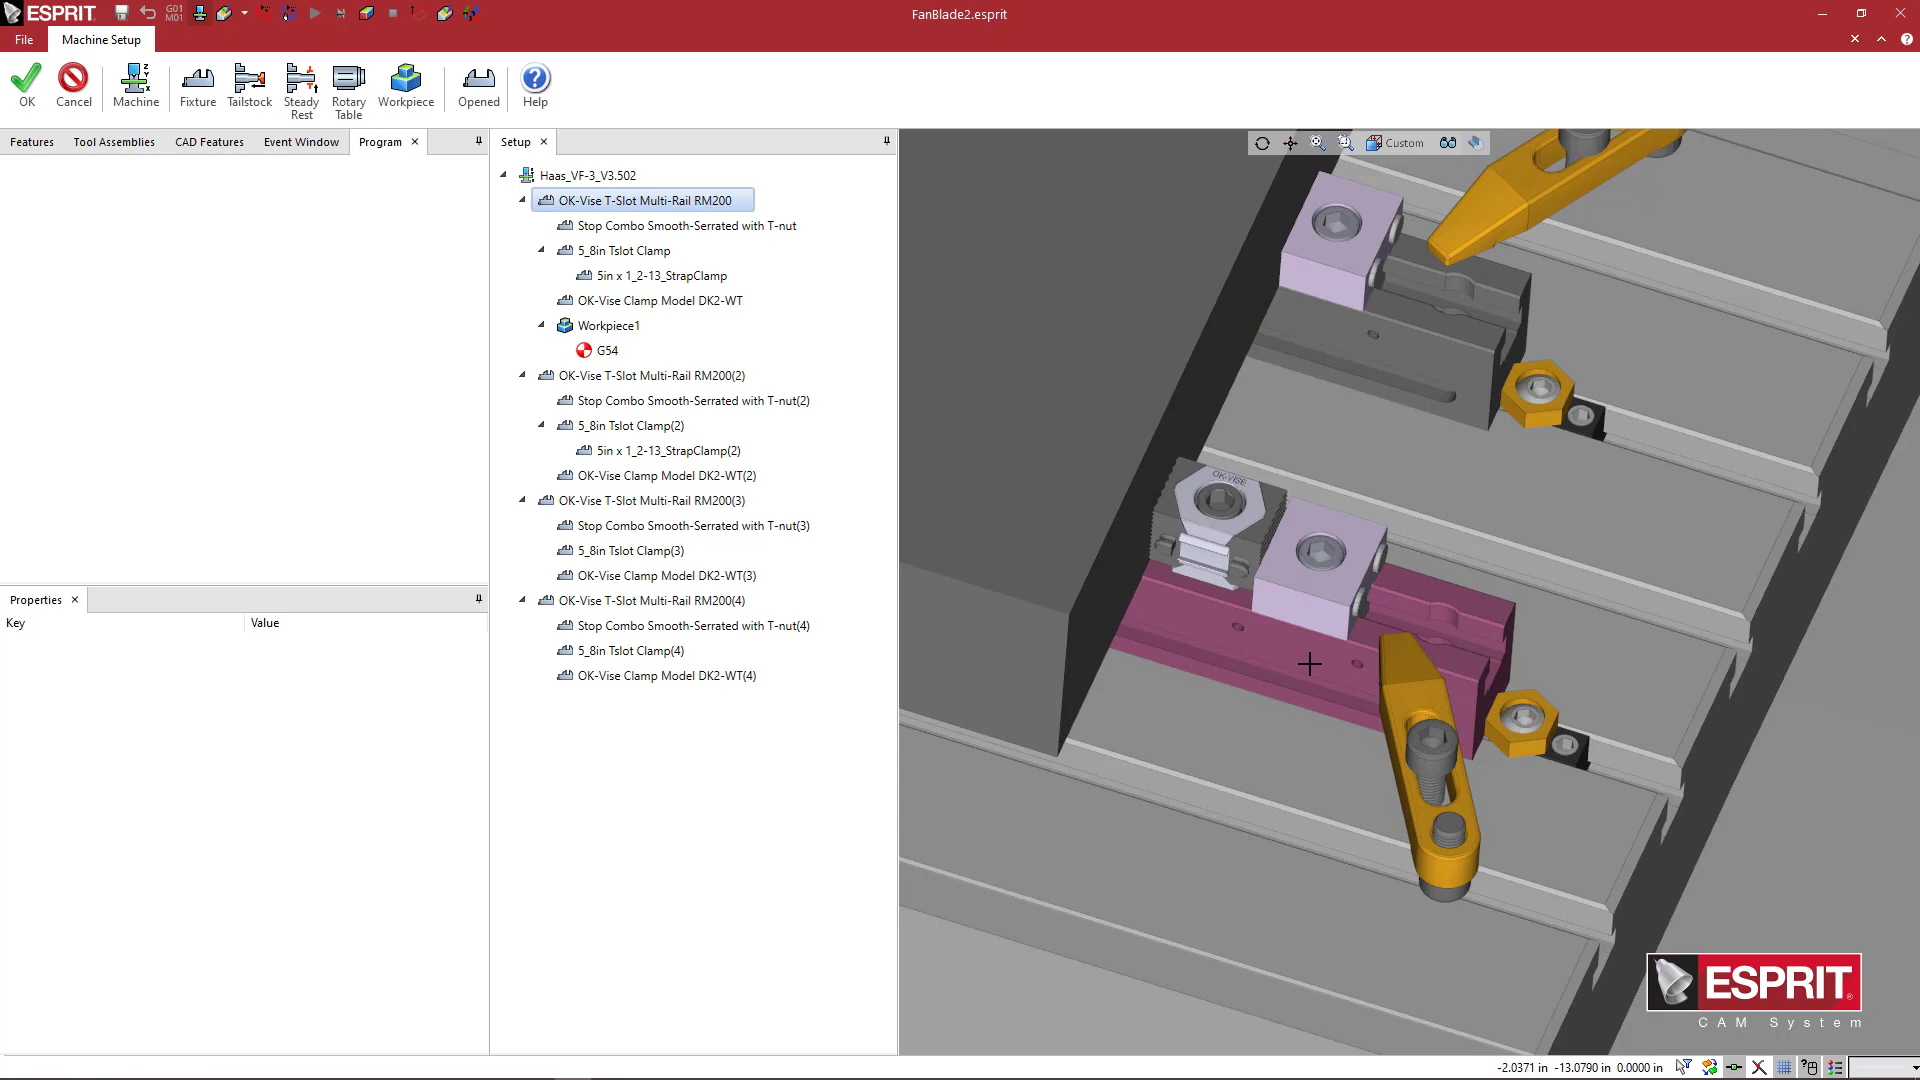 ESPRIT
G01
M01
FanBlade2.esprit
File
Machine Setup
OK
Cancel
Machine
Fixture
Tailstock
Steady
Rest
Rotary
Table
Workpiece
Opened
Help
Features
Tool Assemblies
CAD Features
Event Window
Program
Setup
Custom
Haas_VF-3_V3.502
OK-Vise T-Slot Multi-Rail RM200
Stop Combo Smooth-Serrated with T-nut
5_8in Tslot Clamp
5in x 1_2-13_StrapClamp
OK-Vise Clamp Model DK2-WT
Workpiece1
G54
OK-Vise T-Slot Multi-Rail RM200(2)
Stop Combo Smooth-Serrated with T-nut(2)
5_8in Tslot Clamp(2)
5in x 1_2-13_StrapClamp(2)
OK-Vise Clamp Model DK2-WT(2)
OK-Vise T-Slot Multi-Rail RM200(3)
Stop Combo Smooth-Serrated with T-nut(3)
5_8in Tslot Clamp(3)
OK-Vise Clamp Model DK2-WT(3)
OK-Vise T-Slot Multi-Rail RM200(4)
Stop Combo Smooth-Serrated with T-nut(4)
5_8in Tslot Clamp(4)
OK-Vise Clamp Model DK2-WT(4)
Properties
Key
Value
OK-VISE
ESPRIT®
CAM System
-2.0371 in -13.0790 in 0.0000 in